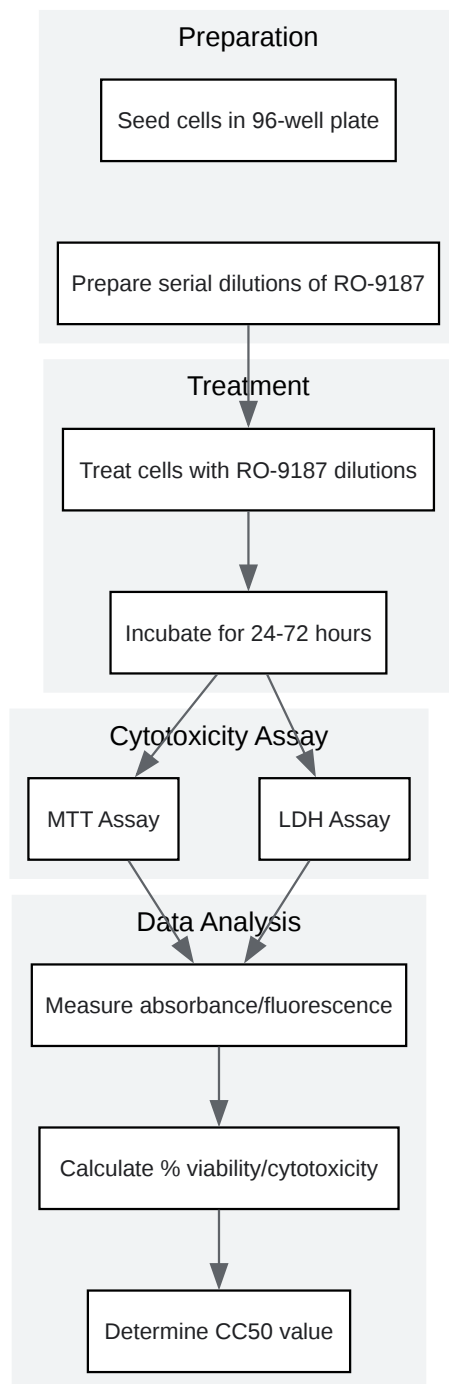 Preparation
Seed cells in 96-well plate
Prepare serial dilutions of RO-9187
Treatment
Treat cells with RO-9187 dilutions
Incubate for 24-72 hours
Cytotoxicity Assay
MTT Assay
LDH Assay
Data Analysis
Measure absorbance/fluorescence
Calculate % viability/cytotoxicity
Determine CC50 value